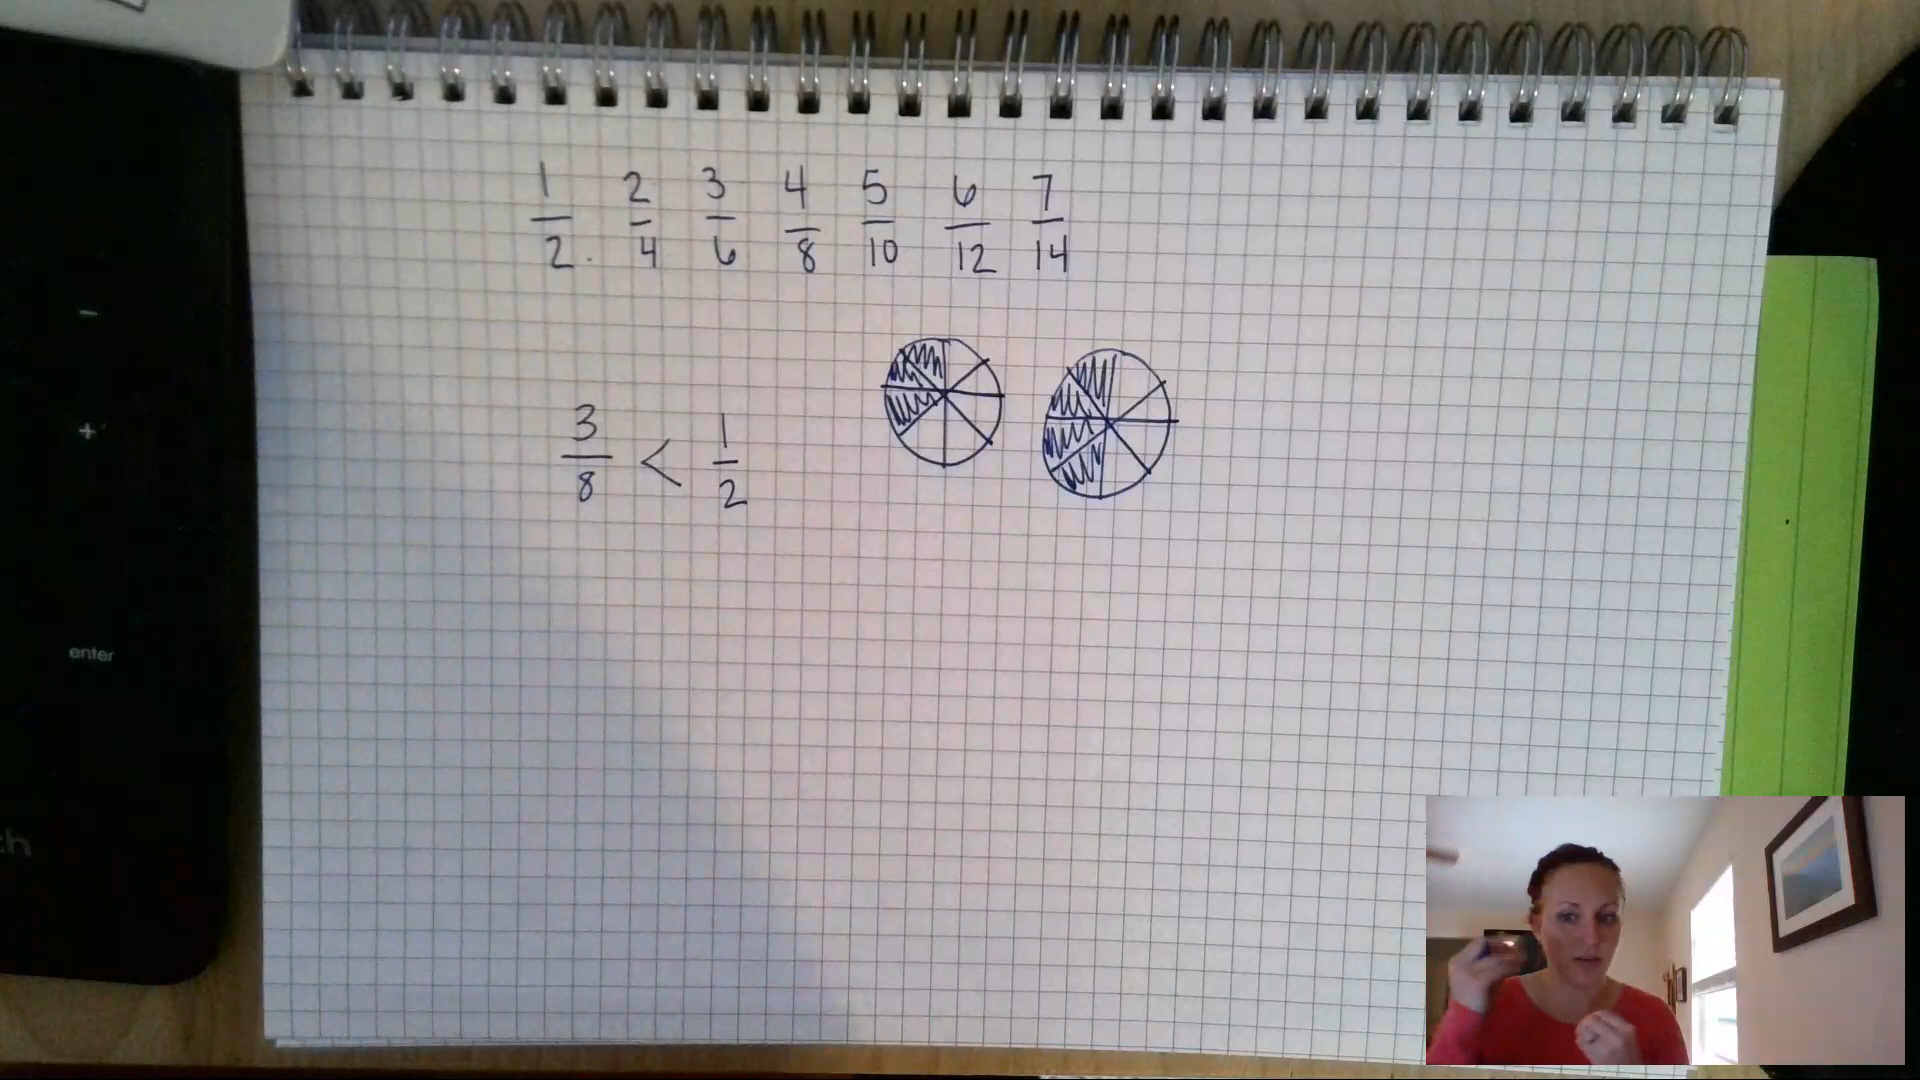 1/2. 2/4 3/6 4/8 5/10 6/12 7/14
3/8 < 1/2
-
+
enter
ch